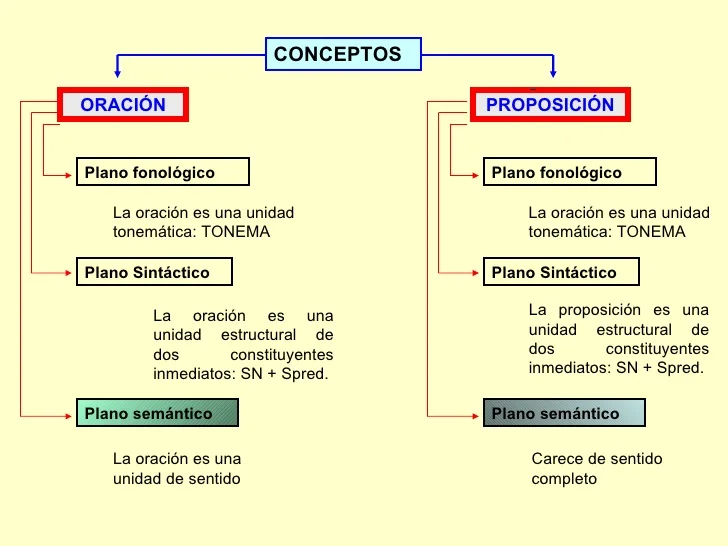 CONCEPTOS
ORACIÓN
Plano fonológico
La oración es una unidad
tonemática: TONEMA
Plano Sintáctico
La oración es una
unidad estructural de
dos constituyentes
inmediatos: SN + Spred.
Plano semántico
La oración es una
unidad de sentido
PROPOSICIÓN
Plano fonológico
La oración es una unidad
tonemática: TONEMA
Plano Sintáctico
La proposición es una
unidad estructural de
dos constituyentes
inmediatos: SN + Spred.
Plano semántico
Carece de sentido
completo